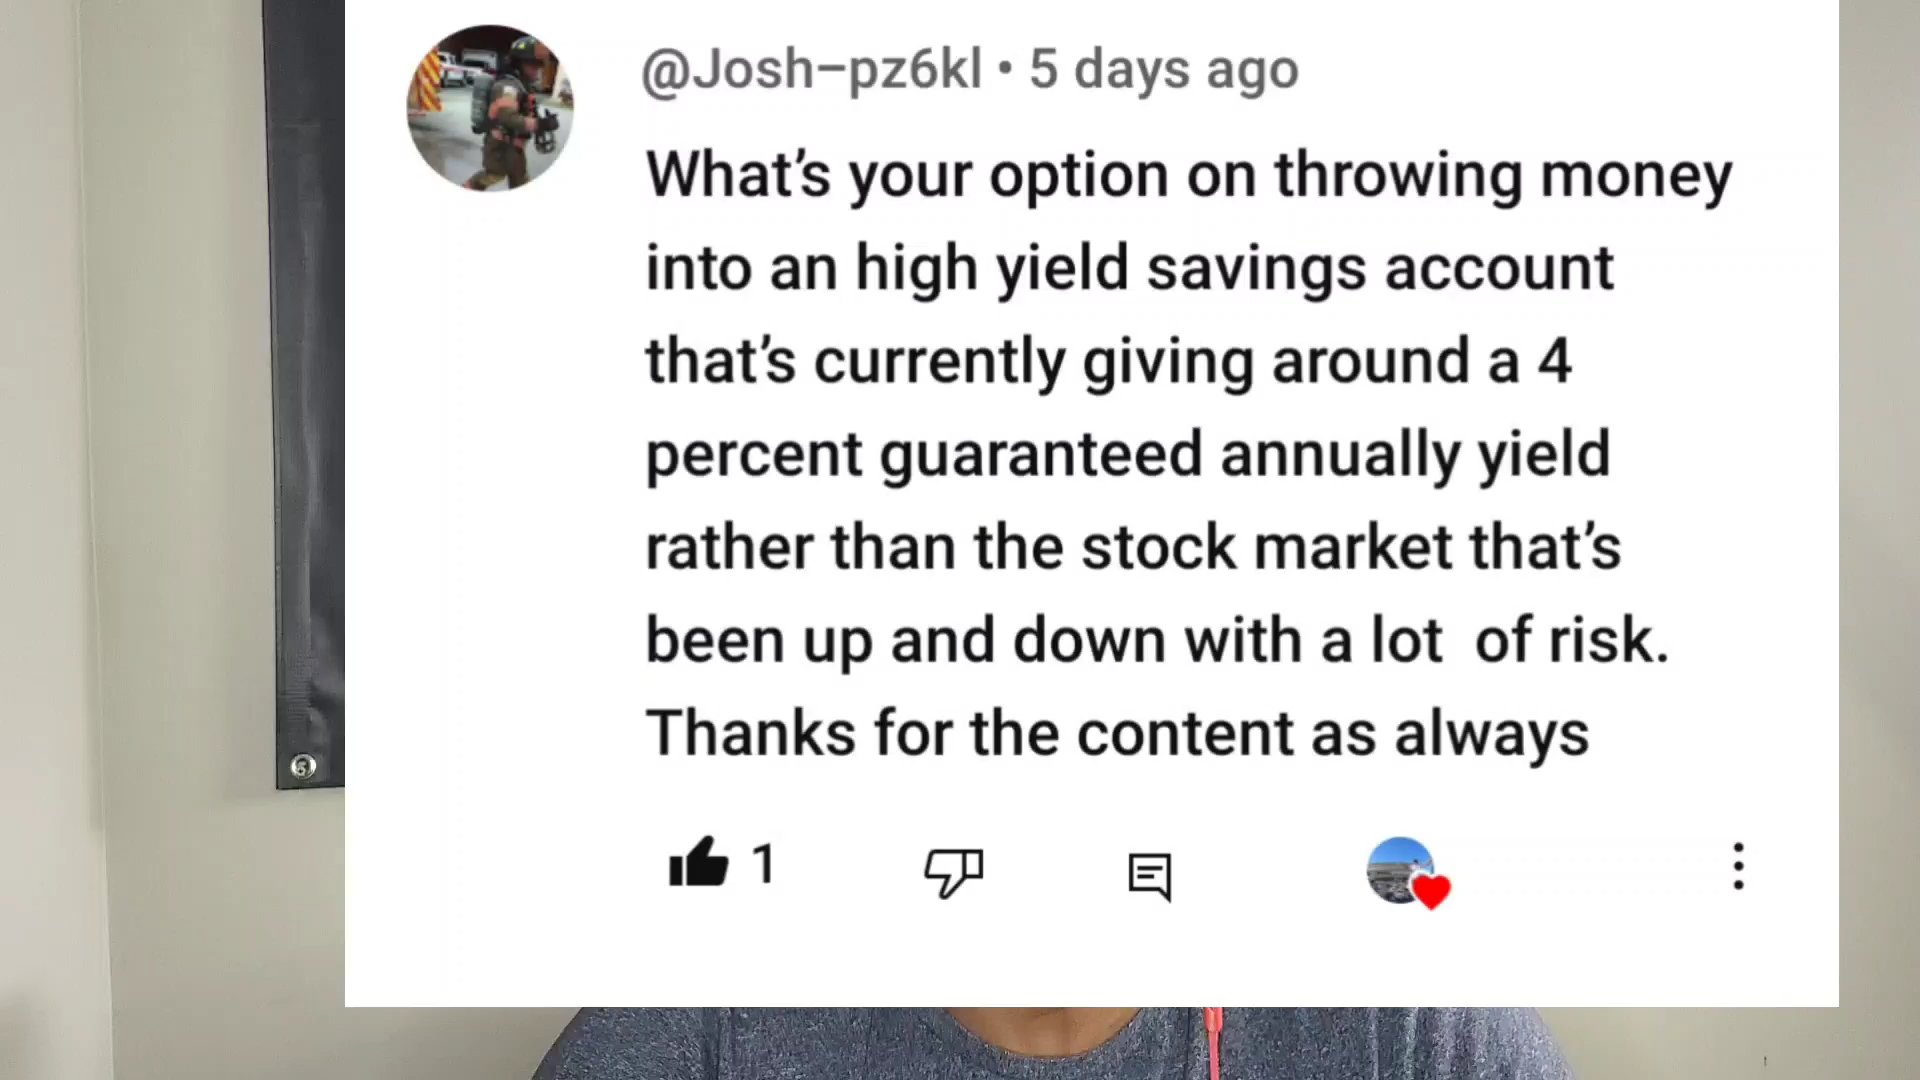 @Josh-pz6kl • 5 days ago
What's your option on throwing money
into an high yield savings account
that's currently giving around a 4
percent guaranteed annually yield
rather than the stock market that's
been up and down with a lot  of risk.
Thanks for the content as always
1